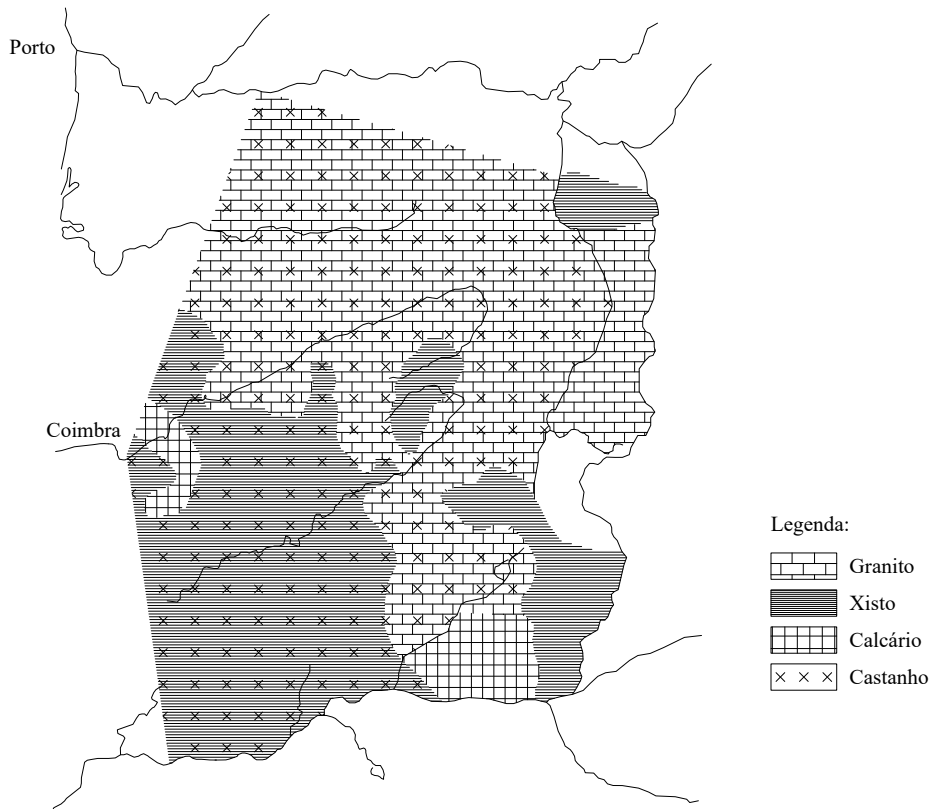 Porto
Coimbra
Legenda:
Granito
Xisto
Calcário
Castanho